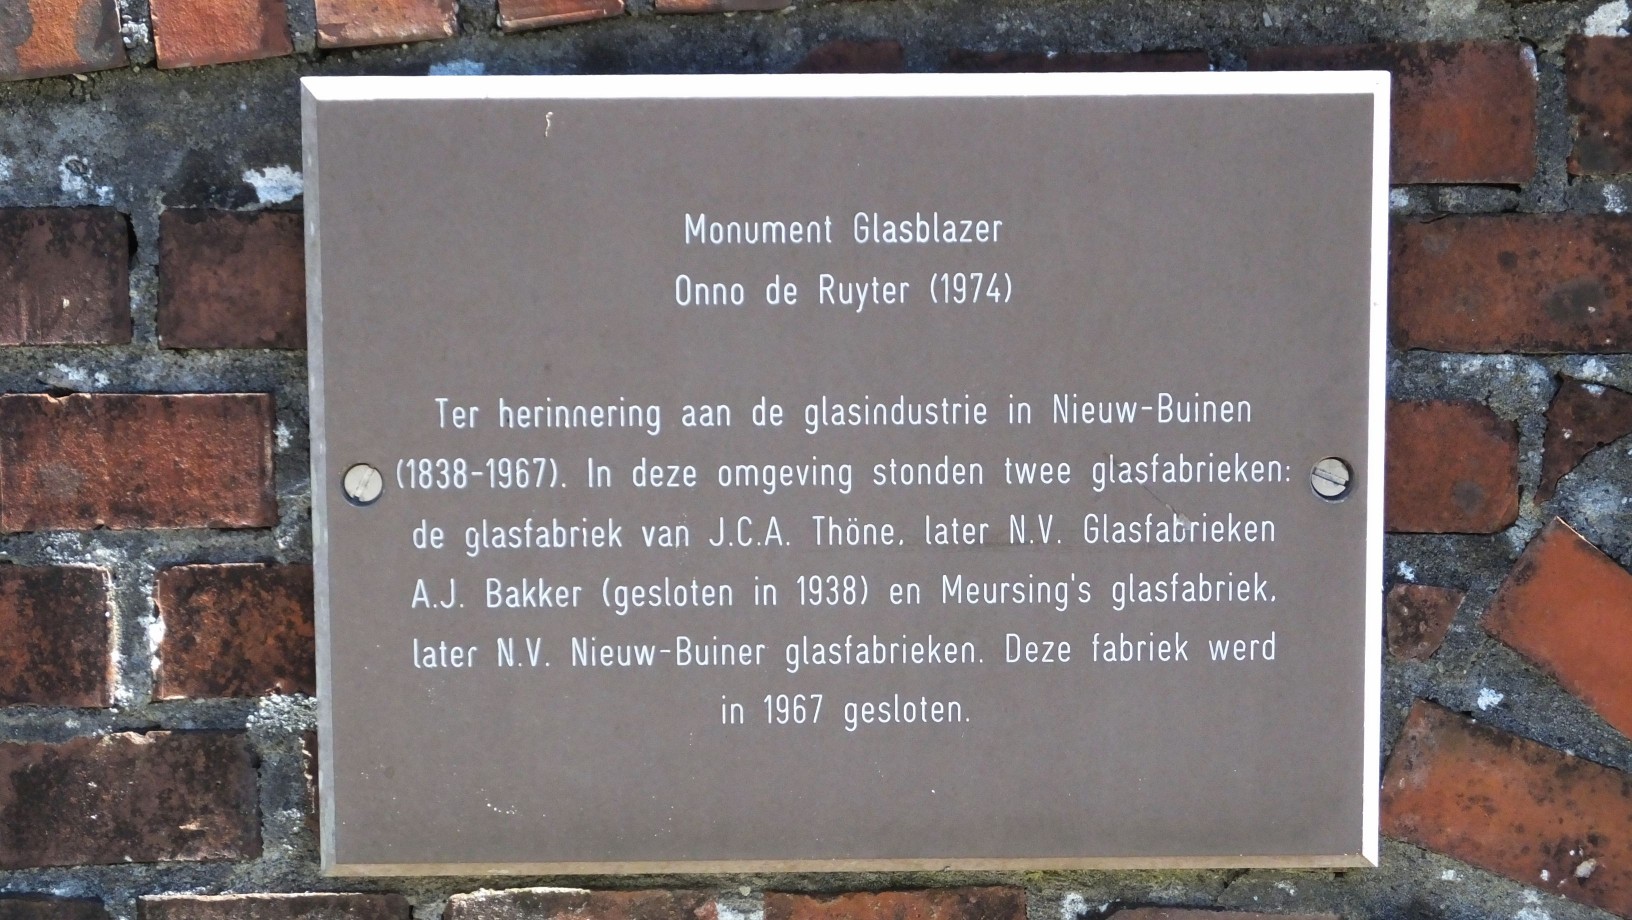 Monument Glasblazer
Onno de Ruyter (1974)
Ter herinnering aan de glasindustrie in Nieuw-Buinen
(1838-1967). In deze omgeving stonden twee glasfabrieken:
de glasfabriek van J.C.A. Thöne, later N.V. Glasfabrieken
A.J. Bakker (gesloten in 1938) en Meursing's glasfabriek,
later N.V. Nieuw-Buiner glasfabrieken. Deze fabriek werd
in 1967 gesloten.